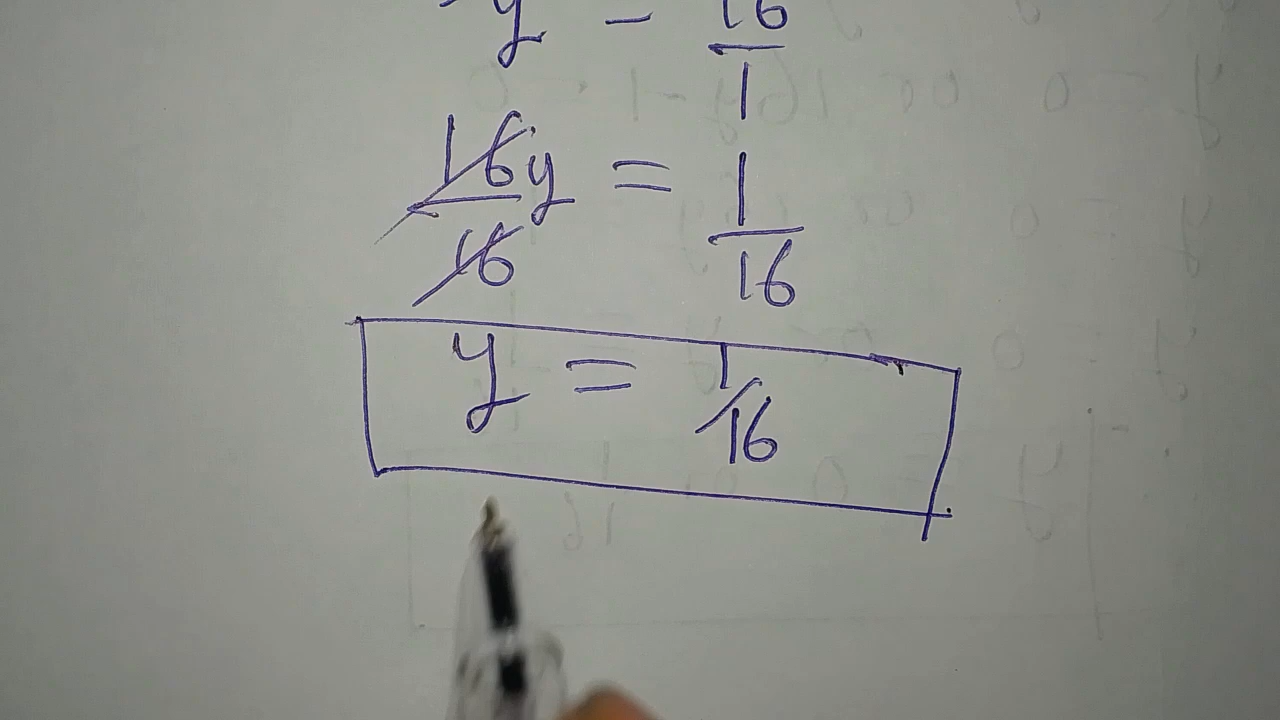 y = 16/1
16y/16 = 1/16
y = 1/16